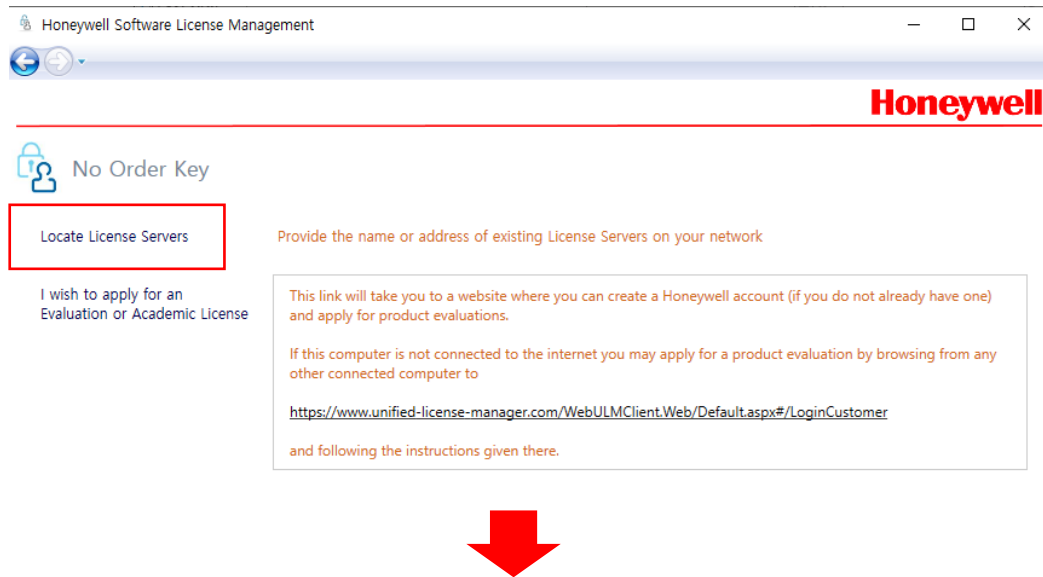 Honeywell Software License Management
Honeywell
No Order Key
Locate License Servers
Provide the name or address of existing License Servers on your network
I wish to apply for an
Evaluation or Academic License
This link will take you to a website where you can create a Honeywell account (if you do not already have one)
and apply for product evaluations.
If this computer is not connected to the internet you may apply for a product evaluation by browsing from any
other connected computer to
https://www.unified-license-manager.com/WebULMClient.Web/Default.aspx#/LoginCustomer
and following the instructions given there.